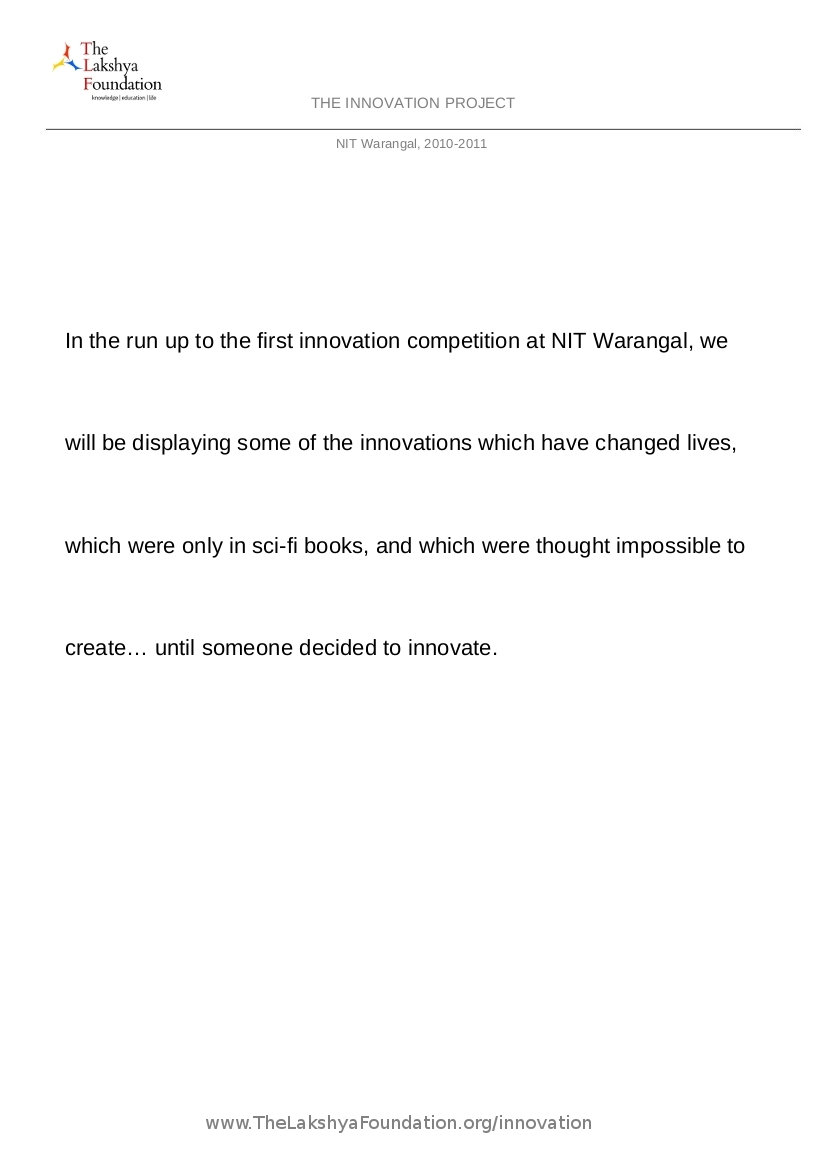 The
Lakshya
Foundation
knowledge | education | life
THE INNOVATION PROJECT
NIT Warangal, 2010-2011
In the run up to the first innovation competition at NIT Warangal, we
will be displaying some of the innovations which have changed lives,
which were only in sci-fi books, and which were thought impossible to
create… until someone decided to innovate.
www.TheLakshyaFoundation.org/innovation